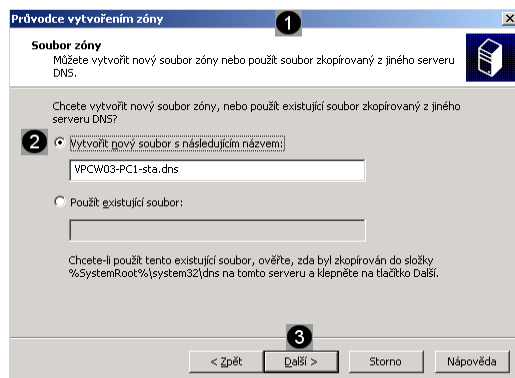 Průvodce vytvořením zóny
1
Soubor zóny
Můžete vytvořit nový soubor zóny nebo použít soubor zkopírovaný z jiného serveru
DNS.
Chcete vytvořit nový soubor zóny, nebo použít existující soubor zkopírovaný z jiného
serveru DNS?
2
Vytvořit nový soubor s následujícím názvem:
VPCW03-PC1-sta.dns
Použít existující soubor:
Chcete-li použít tento existující soubor, ověřte, zda byl zkopírován do složky
%SystemRoot%\system32\dns na tomto serveru a klepněte na tlačítko Další.
3
< Zpět
Další >
Storno
Nápověda